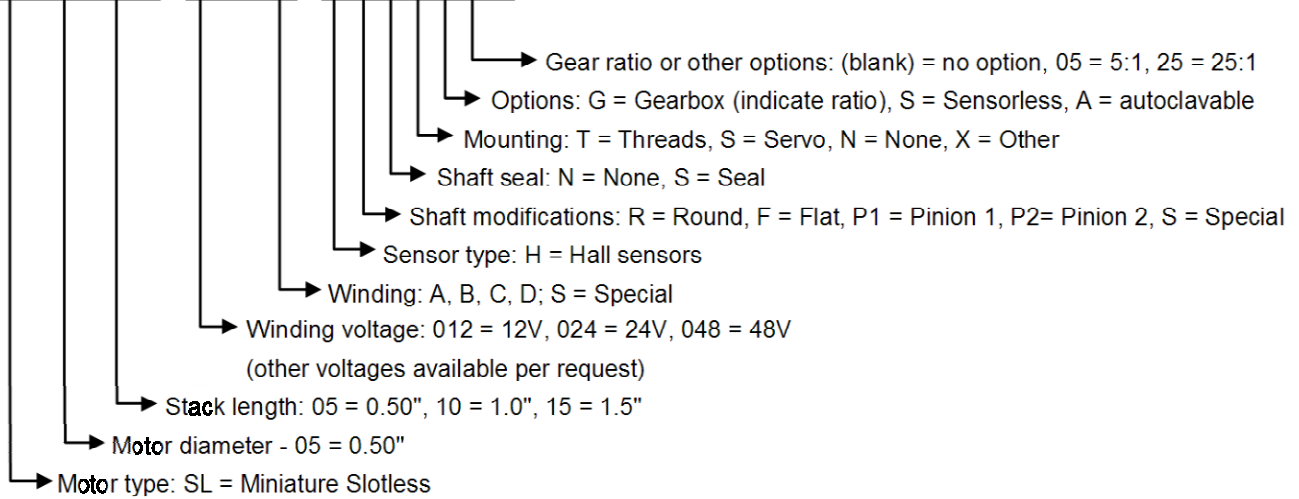 Gear ratio or other options: (blank) = no option, 05 = 5:1, 25 = 25:1
Options: G = Gearbox (indicate ratio), S = Sensorless, A = autoclavable
Mounting: T = Threads, S = Servo, N = None, X = Other
Shaft seal: N = None, S = Seal
Shaft modifications: R = Round, F = Flat, P1 = Pinion 1, P2= Pinion 2, S = Special
Sensor type: H = Hall sensors
Winding: A, B, C, D; S = Special
Winding voltage: 012 = 12V, 024 = 24V, 048 = 48V
(other voltages available per request)
Stack length: 05 = 0.50", 10 = 1.0", 15 = 1.5"
Motor diameter - 05 = 0.50"
Motor type: SL = Miniature Slotless